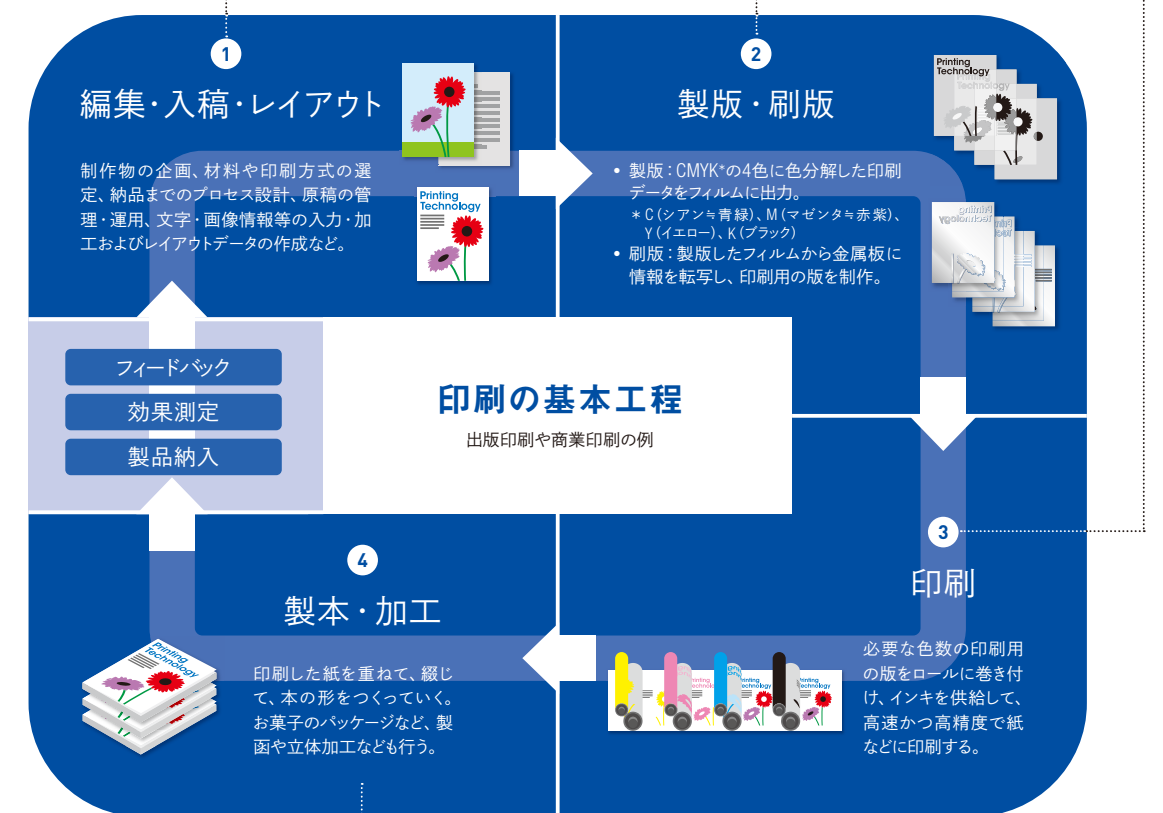 1
編集・入稿・レイアウト
制作物の企画、材料や印刷方式の選
定、納品までのプロセス設計、原稿の管
理・運用、文字・画像情報等の入力・加
工およびレイアウトデータの作成など。
Printing
Technology
2
製版・刷版
• 製版：CMYK*の4色に色分解した印刷
データをフィルムに出力。
＊C（シアン≒青緑）、M（マゼンタ≒赤紫）、
Y（イエロー）、K（ブラック）
• 刷版：製版したフィルムから金属板に
情報を転写し、印刷用の版を制作。
Printing
Technology
Technology
Printing
Technology
フィードバック
効果測定
製品納入
印刷の基本工程
出版印刷や商業印刷の例
3
印刷
必要な色数の印刷用
の版をロールに巻き付
け、インキを供給して、
高速かつ高精度で紙
などに印刷する。
4
製本・加工
印刷した紙を重ねて、綴じ
て、本の形をつくっていく。
お菓子のパッケージなど、製
函や立体加工なども行う。
Printing
Technology